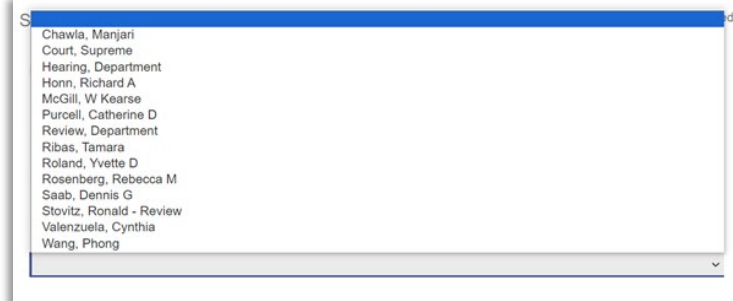 S
ed
Chawla, Manjari
Court, Supreme
Hearing, Department
Honn, Richard A
McGill, W Kearse
Purcell, Catherine D
Review, Department
Ribas, Tamara
Roland, Yvette D
Rosenberg, Rebecca M
Saab, Dennis G
Stovitz, Ronald - Review
Valenzuela, Cynthia
Wang, Phong